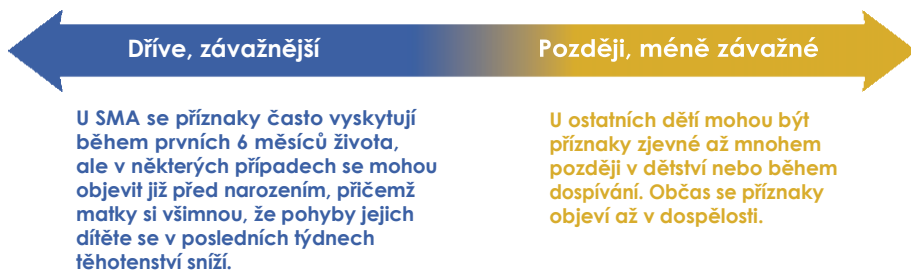 Dříve, závažnější
Později, méně závažné
U SMA se příznaky často vyskytují
během prvních 6 měsíců života,
ale v některých případech se mohou
objevit již před narozením, přičemž
matky si všimnou, že pohyby jejich
dítěte se v posledních týdnech
těhotenství sníží.
U ostatních dětí mohou být
příznaky zjevné až mnohem
později v dětství nebo během
dospívání. Občas se příznaky
objeví až v dospělosti.